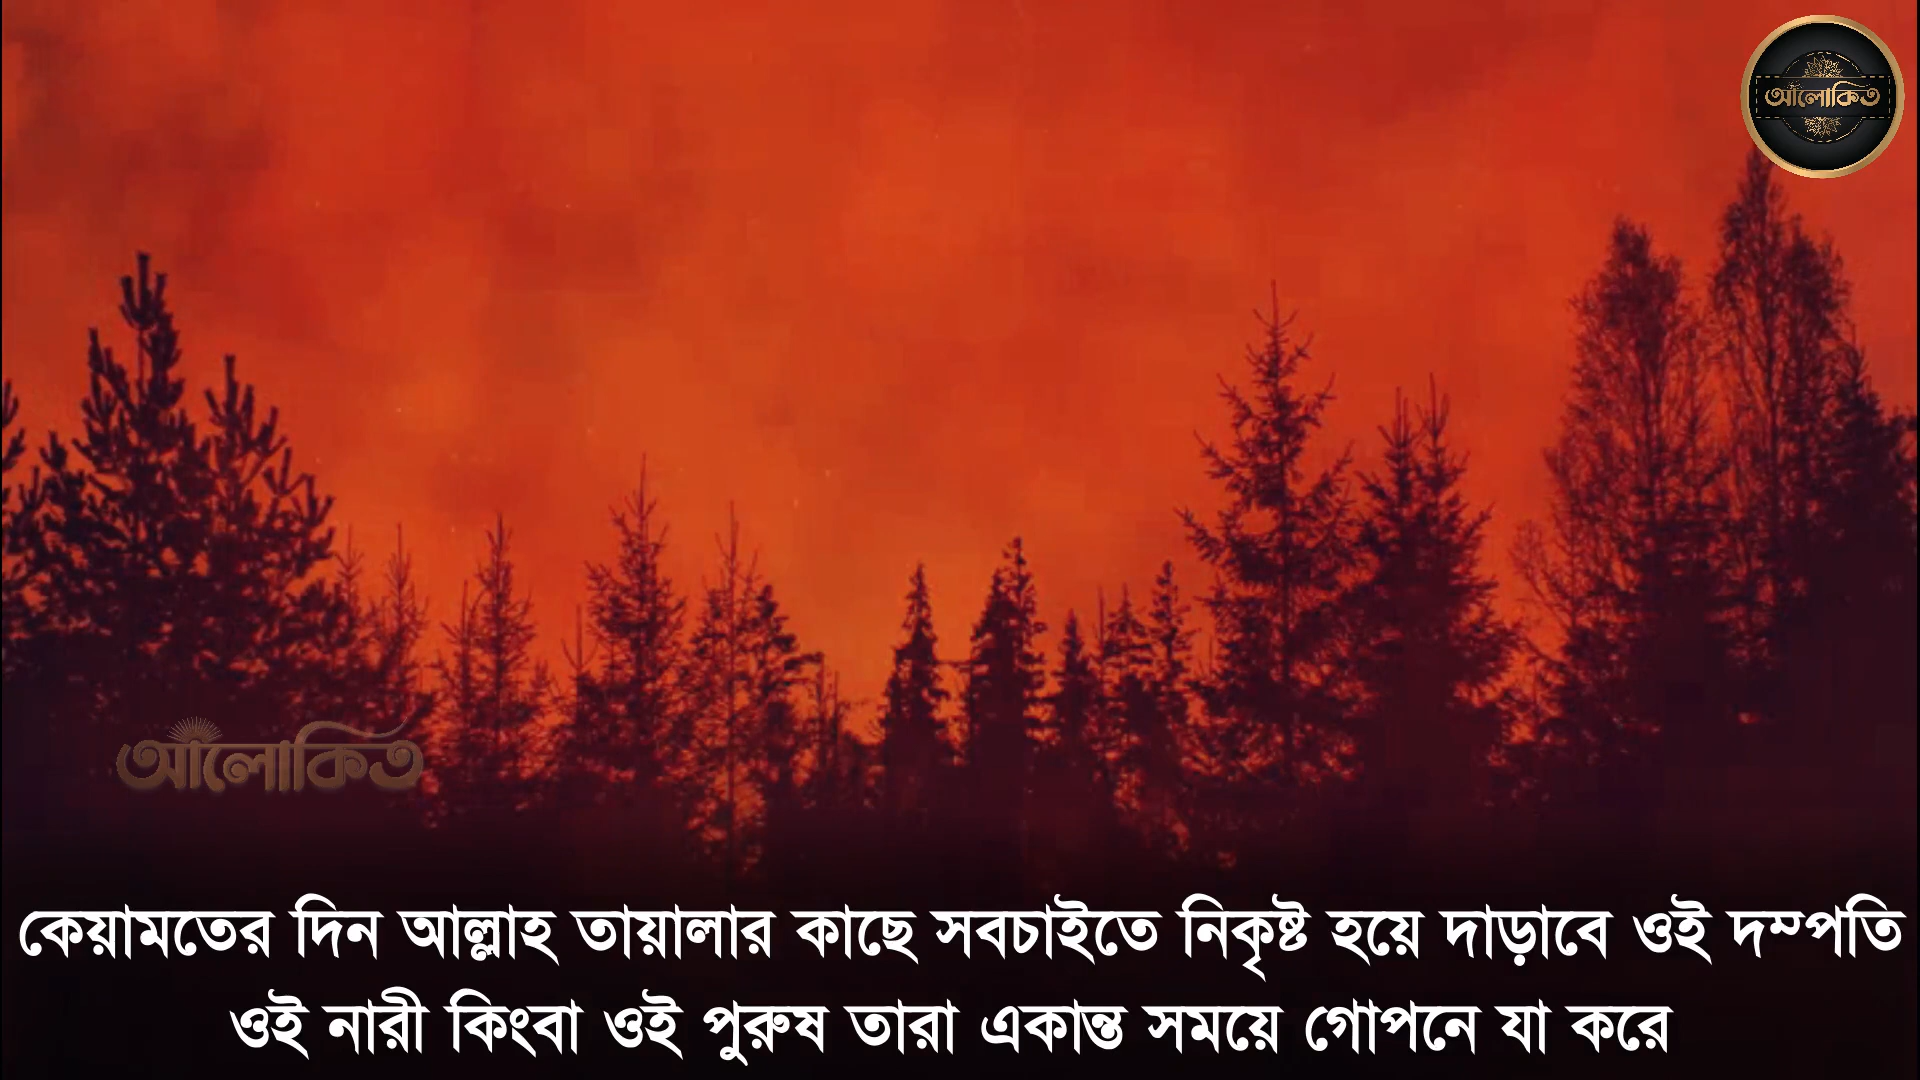 আলোকিত
আলোকিত
কেয়ামতের দিন আল্লাহ তায়ালার কাছে সবচাইতে নিকৃষ্ট হয়ে দাড়াবে ওই দম্পতি
ওই নারী কিংবা ওই পুরুষ তারা একান্ত সময়ে গোপনে যা করে